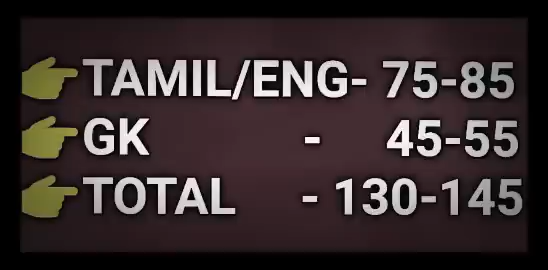 👉TAMIL/ENG- 75-85
👉GK - 45-55
👉TOTAL - 130-145